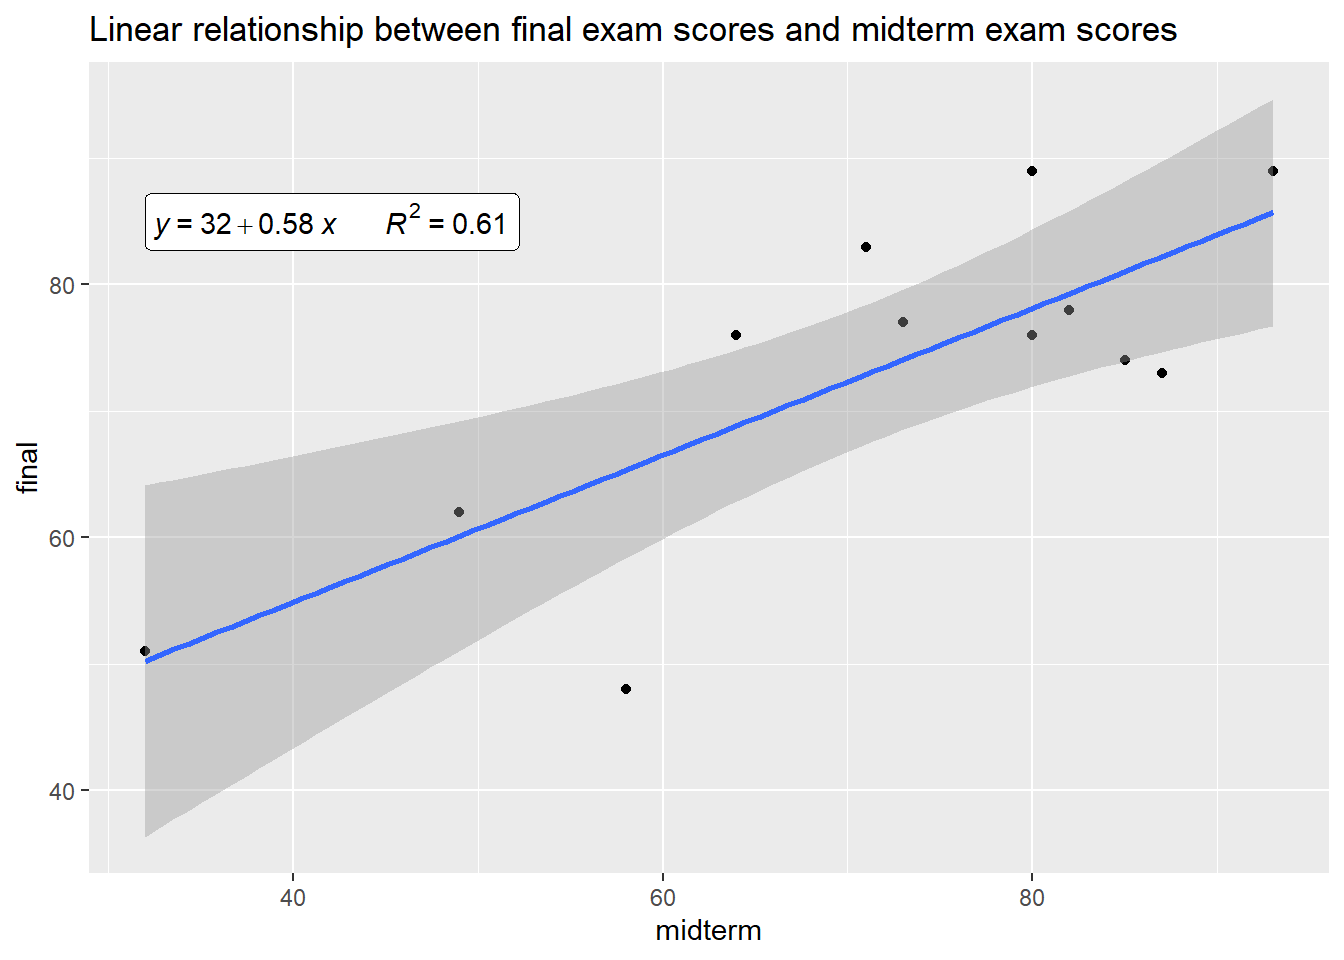 Linear relationship between final exam scores and midterm exam scores
y = 32 + 0.58 x R² = 0.61
80
60
40
final
40 60 80
midterm